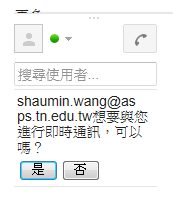 搜尋使用者...
shaumin.wang@as
ps.tn.edu.tw想要與您
進行即時通訊，可以
嗎？
是 否